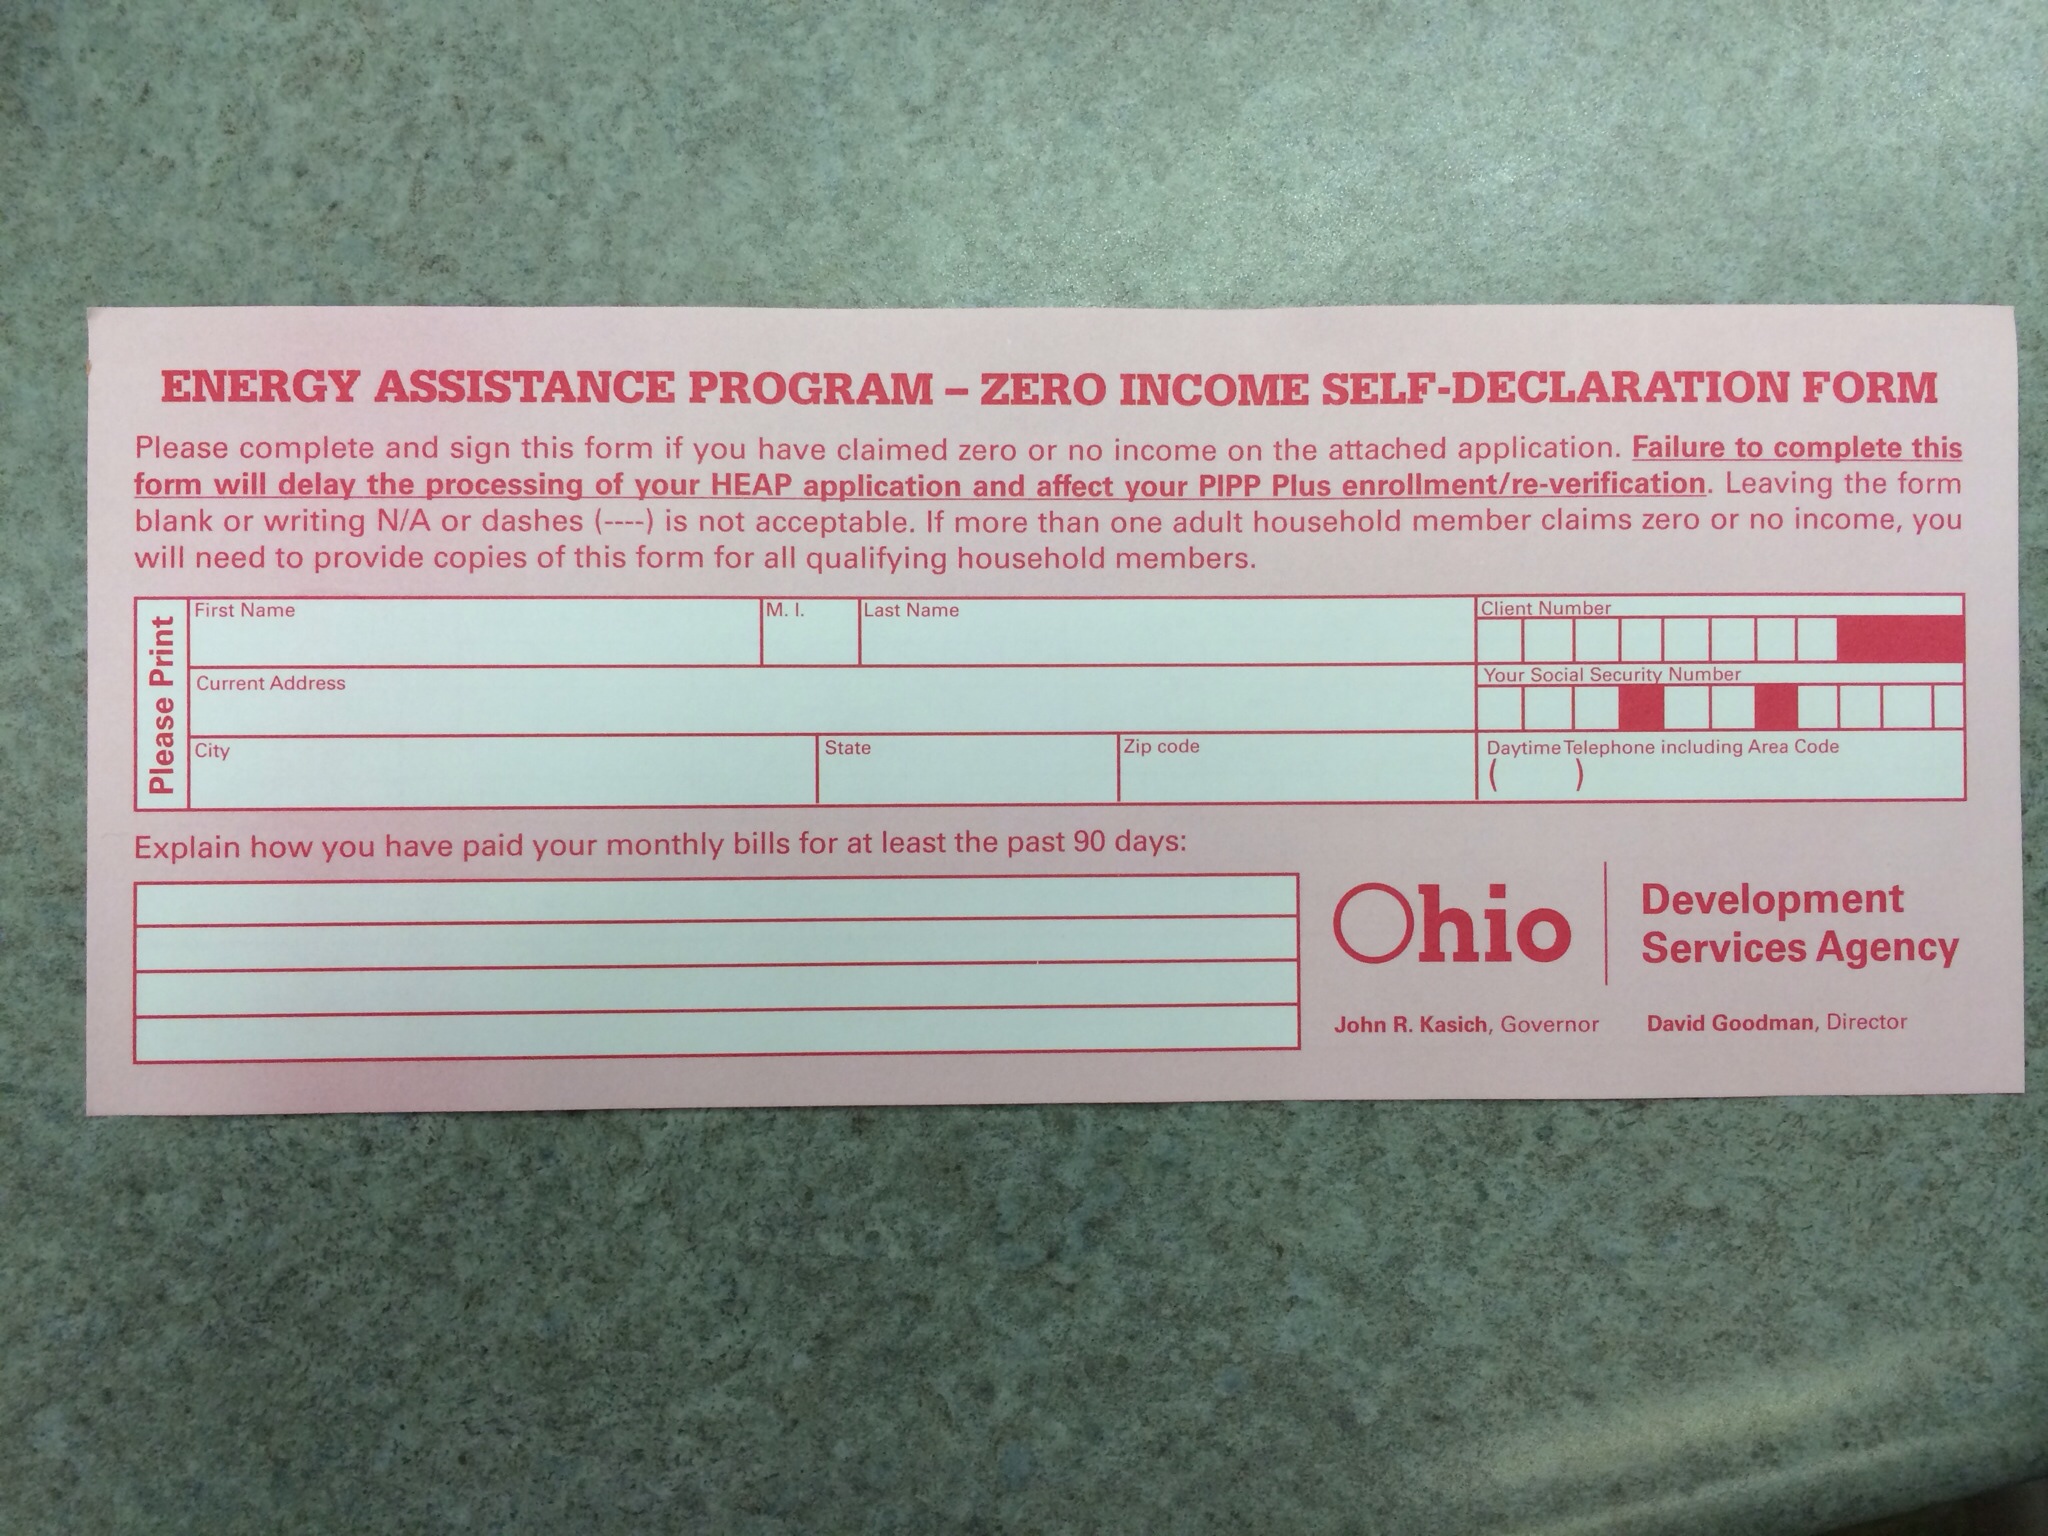 ENERGY ASSISTANCE PROGRAM – ZERO INCOME SELF-DECLARATION FORM
Please complete and sign this form if you have claimed zero or no income on the attached application. Failure to complete this
form will delay the processing of your HEAP application and affect your PIPP Plus enrollment/re-verification. Leaving the form
blank or writing N/A or dashes (----) is not acceptable. If more than one adult household member claims zero or no income, you
will need to provide copies of this form for all qualifying household members.
Please Print
First Name
M. I.
Last Name
Client Number
Current Address
Your Social Security Number
City
State
Zip code
Daytime Telephone including Area Code
( )
Explain how you have paid your monthly bills for at least the past 90 days:
Ohio
Development
Services Agency
John R. Kasich, Governor
David Goodman, Director